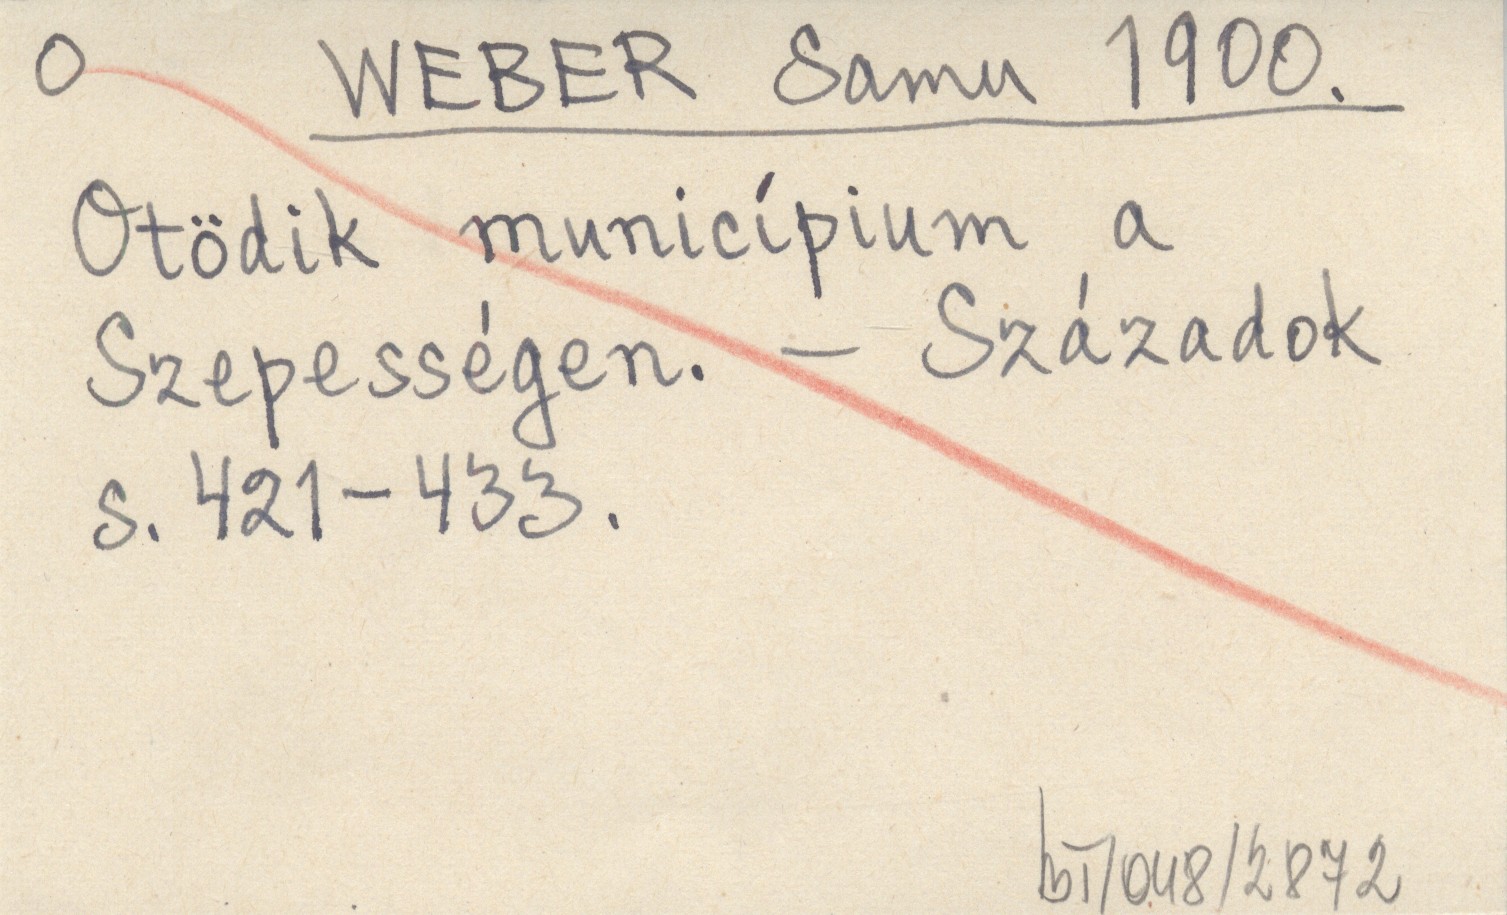 O WEBER Samu 1900.
Otödik municípium a
Szepességen. – Századok
s. 421–433.
bI/048/2872